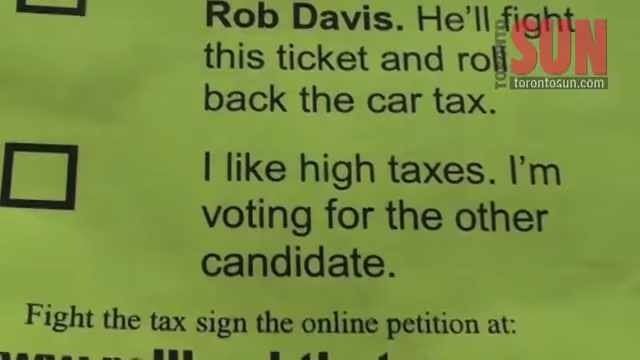 Rob Davis. He'll fight
this ticket and roll
back the car tax.
TORONTO
SUN
torontosun.com
I like high taxes. I'm
voting for the other
candidate.
Fight the tax sign the online petition at: